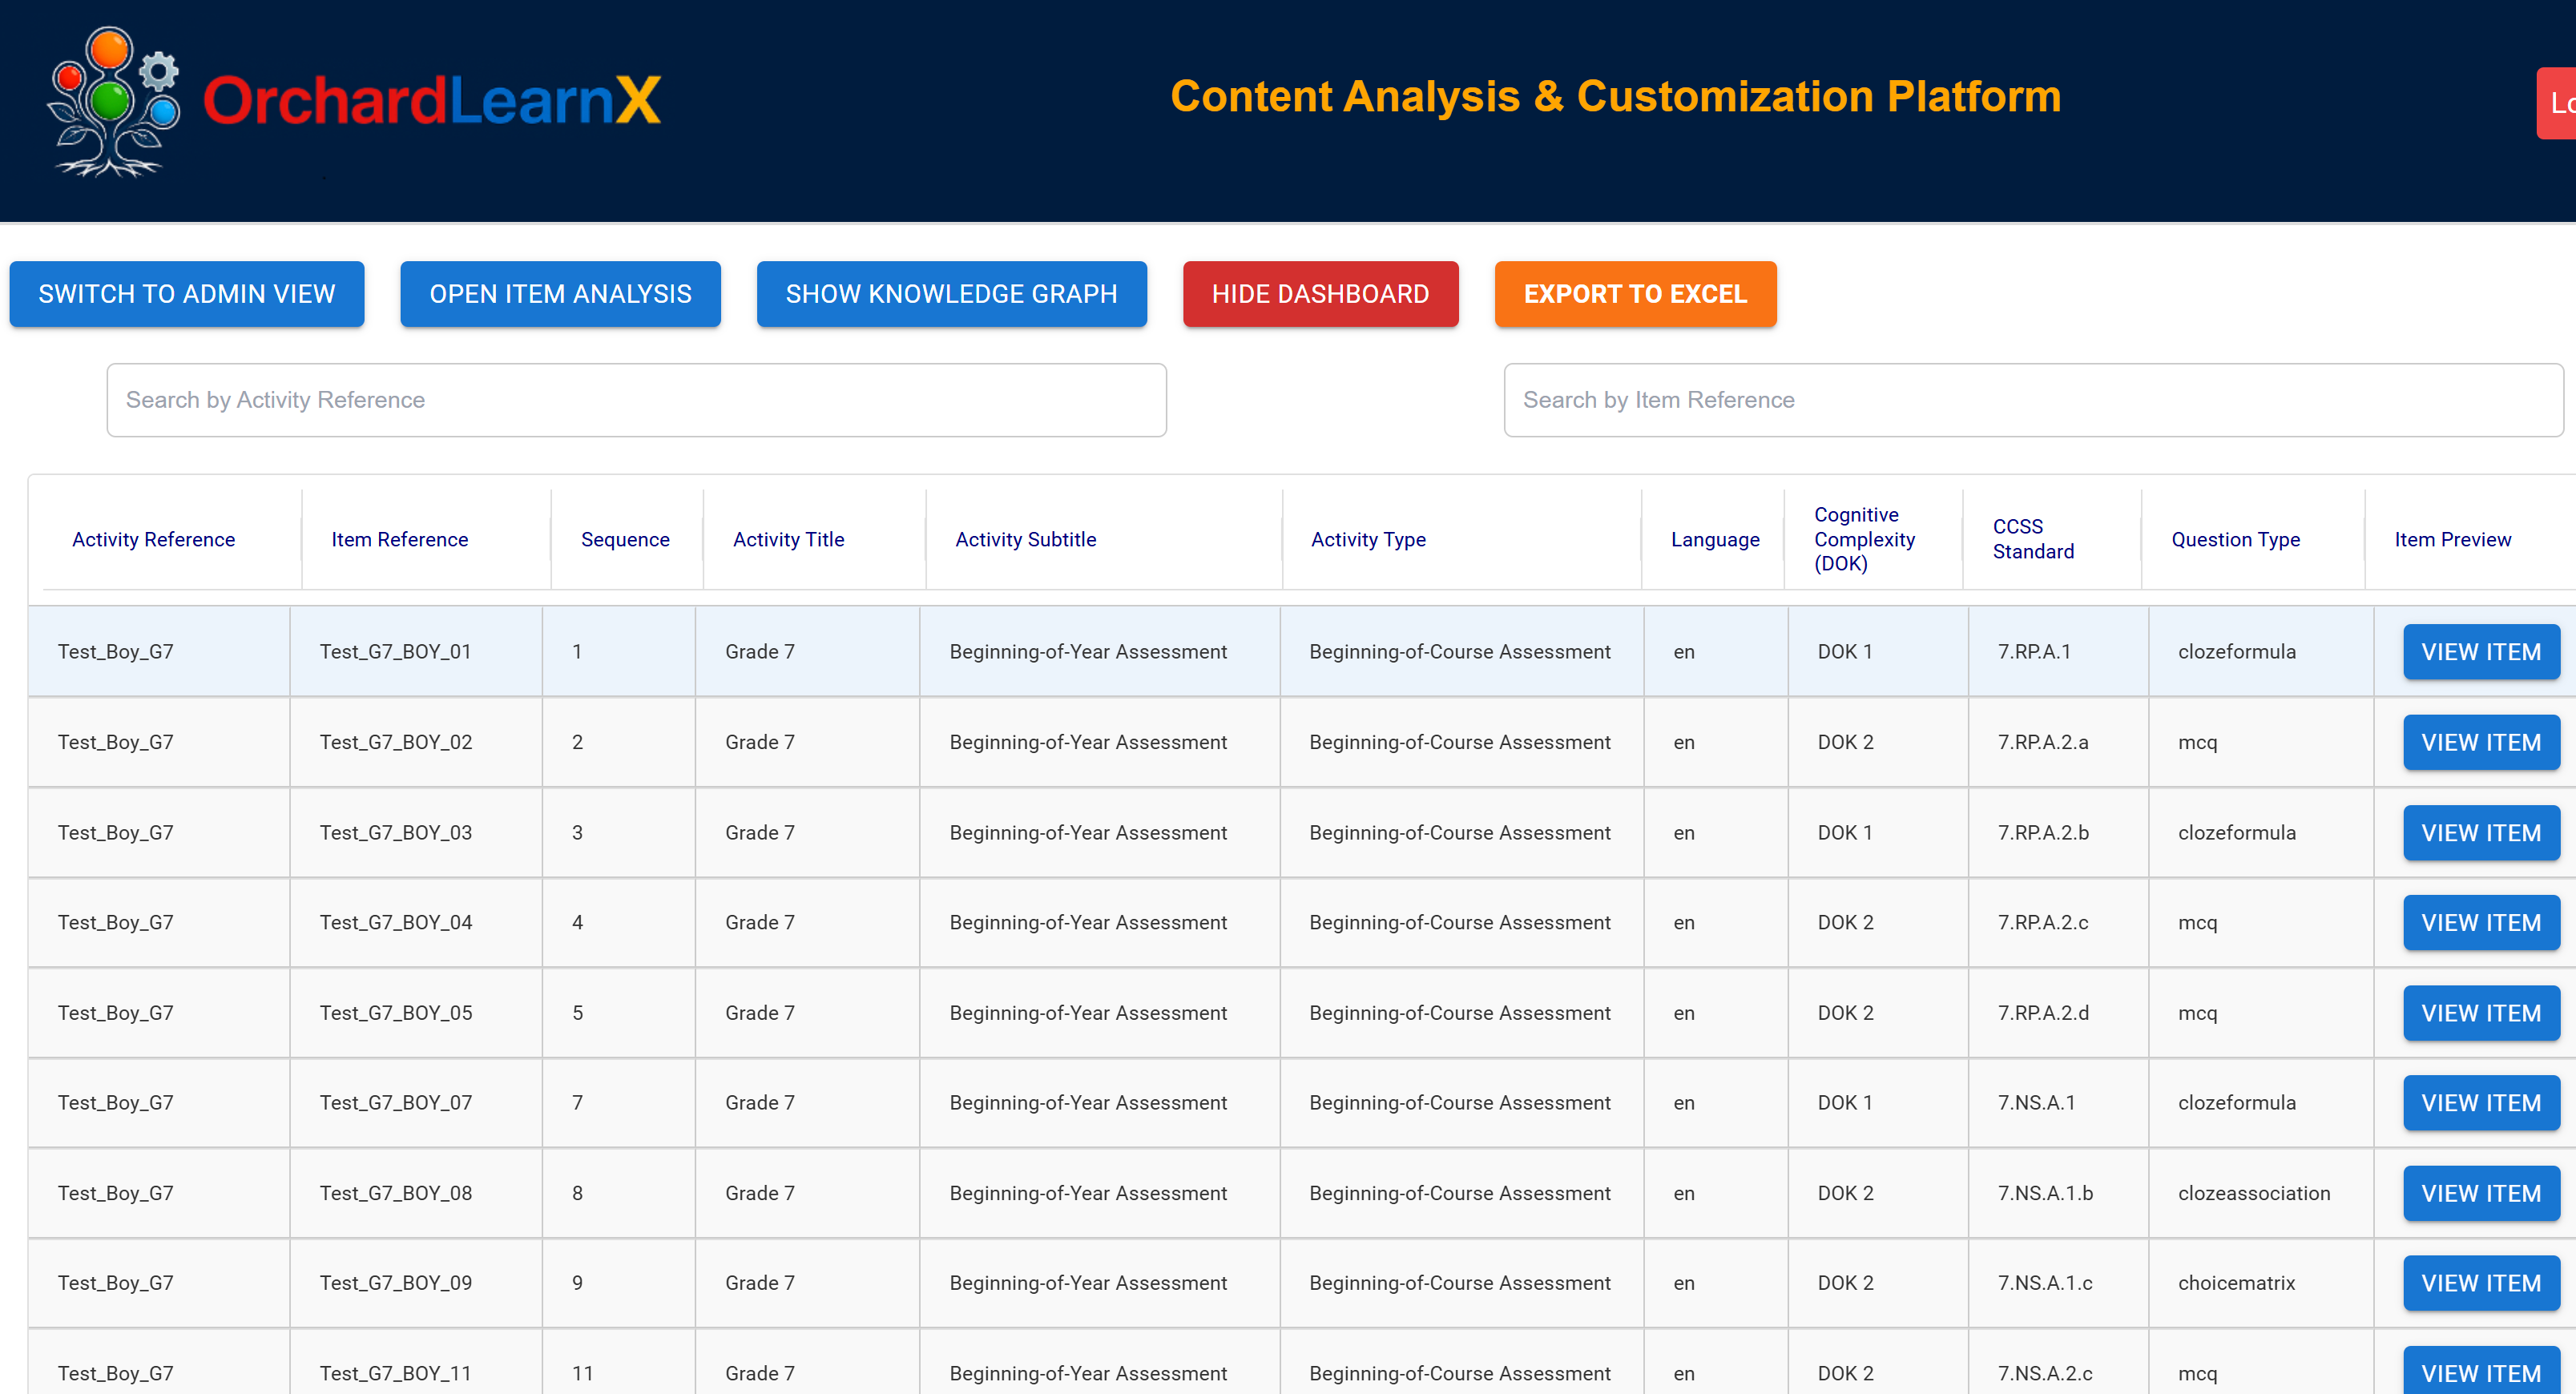 OrchardLearnX
Content Analysis & Customization Platform
SWITCH TO ADMIN VIEW OPEN ITEM ANALYSIS SHOW KNOWLEDGE GRAPH HIDE DASHBOARD EXPORT TO EXCEL
Search by Activity Reference Search by Item Reference
Activity Reference Item Reference Sequence Activity Title Activity Subtitle Activity Type Language Cognitive Complexity (DOK) CCSS Standard Question Type Item Preview
Test_Boy_G7 Test_G7_BOY_01 1 Grade 7 Beginning-of-Year Assessment Beginning-of-Course Assessment en DOK 1 7.RP.A.1 clozeformula VIEW ITEM
Test_Boy_G7 Test_G7_BOY_02 2 Grade 7 Beginning-of-Year Assessment Beginning-of-Course Assessment en DOK 2 7.RP.A.2.a mcq VIEW ITEM
Test_Boy_G7 Test_G7_BOY_03 3 Grade 7 Beginning-of-Year Assessment Beginning-of-Course Assessment en DOK 1 7.RP.A.2.b clozeformula VIEW ITEM
Test_Boy_G7 Test_G7_BOY_04 4 Grade 7 Beginning-of-Year Assessment Beginning-of-Course Assessment en DOK 2 7.RP.A.2.c mcq VIEW ITEM
Test_Boy_G7 Test_G7_BOY_05 5 Grade 7 Beginning-of-Year Assessment Beginning-of-Course Assessment en DOK 2 7.RP.A.2.d mcq VIEW ITEM
Test_Boy_G7 Test_G7_BOY_07 7 Grade 7 Beginning-of-Year Assessment Beginning-of-Course Assessment en DOK 1 7.NS.A.1 clozeformula VIEW ITEM
Test_Boy_G7 Test_G7_BOY_08 8 Grade 7 Beginning-of-Year Assessment Beginning-of-Course Assessment en DOK 2 7.NS.A.1.b clozeassociation VIEW ITEM
Test_Boy_G7 Test_G7_BOY_09 9 Grade 7 Beginning-of-Year Assessment Beginning-of-Course Assessment en DOK 2 7.NS.A.1.c choicematrix VIEW ITEM
Test_Boy_G7 Test_G7_BOY_11 11 Grade 7 Beginning-of-Year Assessment Beginning-of-Course Assessment en DOK 2 7.NS.A.2.c mcq VIEW ITEM